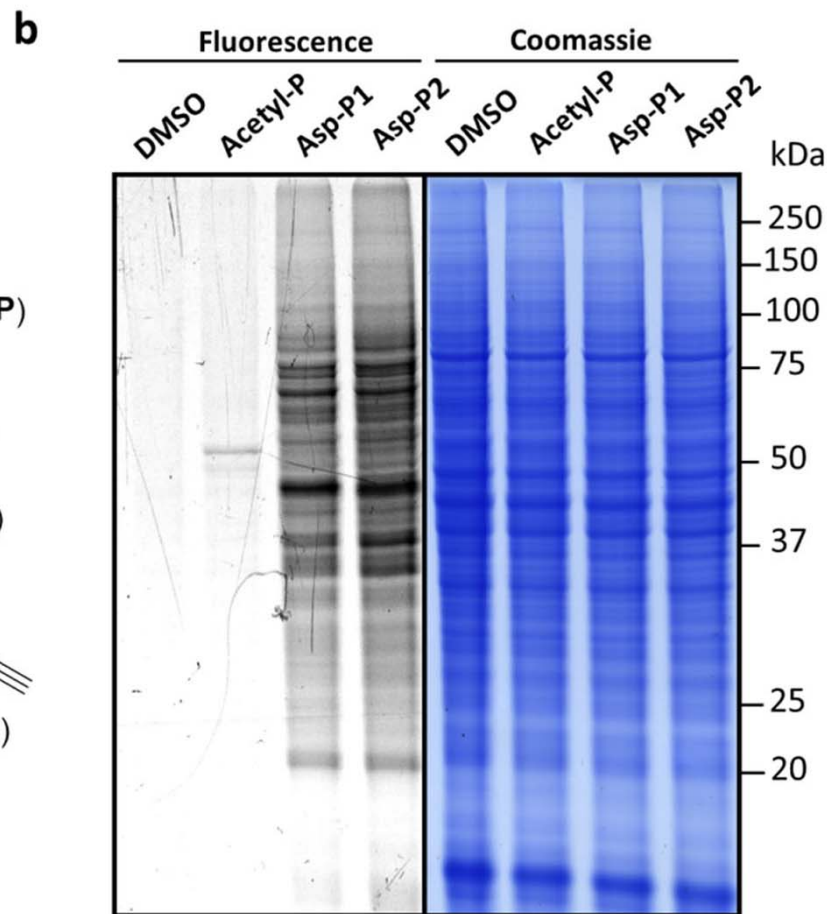 b
Fluorescence Coomassie
DMSO Acetyl-P Asp-P1 Asp-P2 DMSO Acetyl-P Asp-P1 Asp-P2
kDa
250
150
100
P)
75
50
37
)
25
)
20